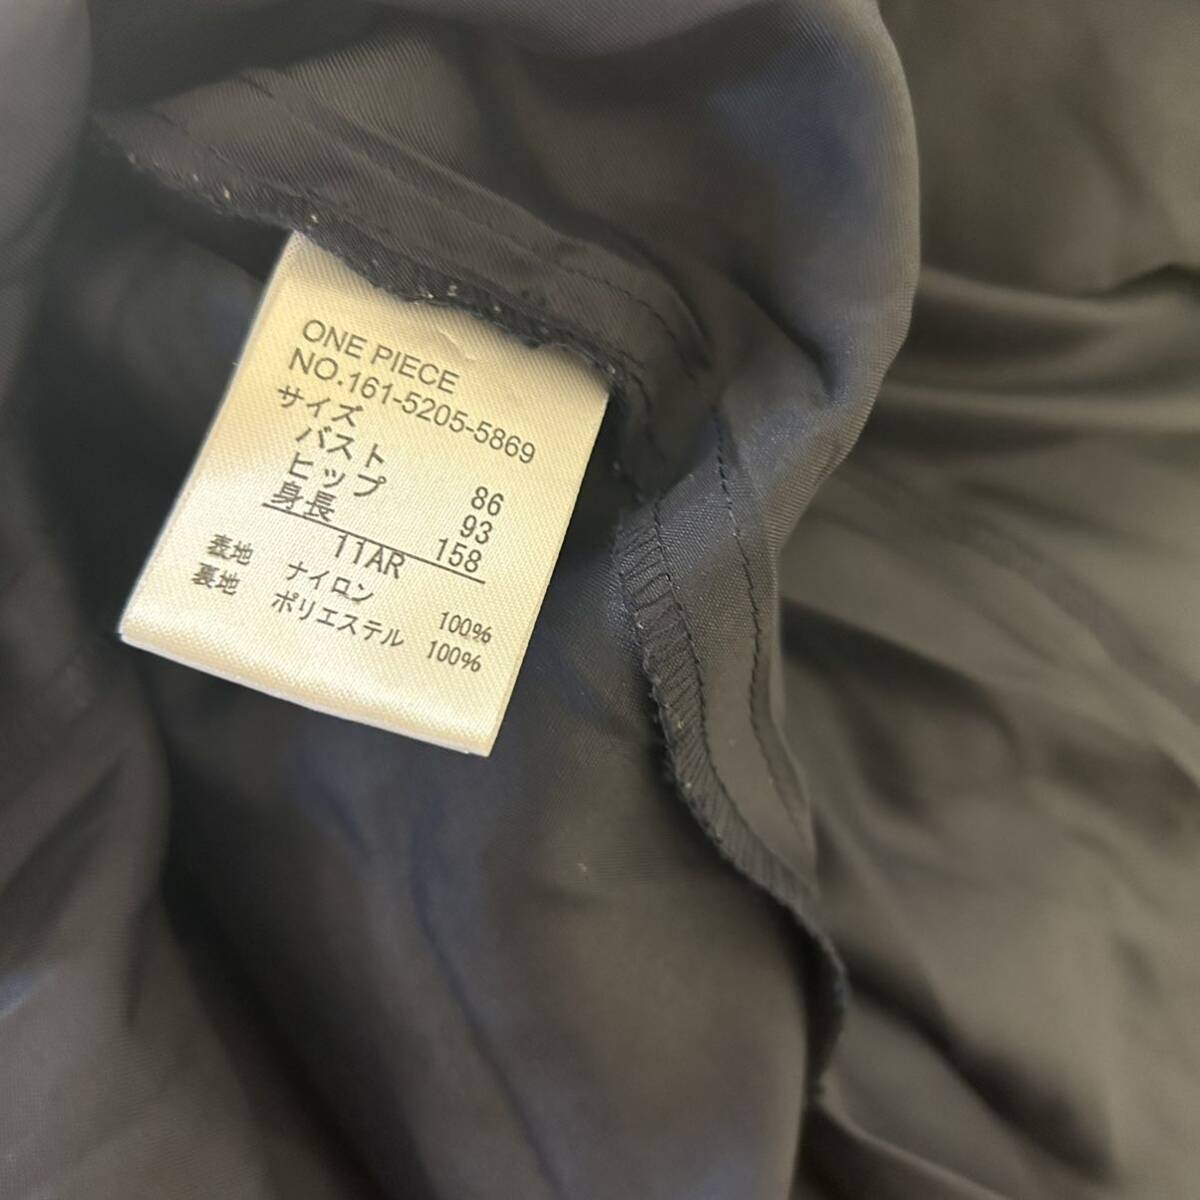 ONE PIECE
NO.161-5205-5869
サイズ
バスト 86
ヒップ 93
身長 158
11AR
表地 ナイロン 100%
裏地 ポリエステル 100%